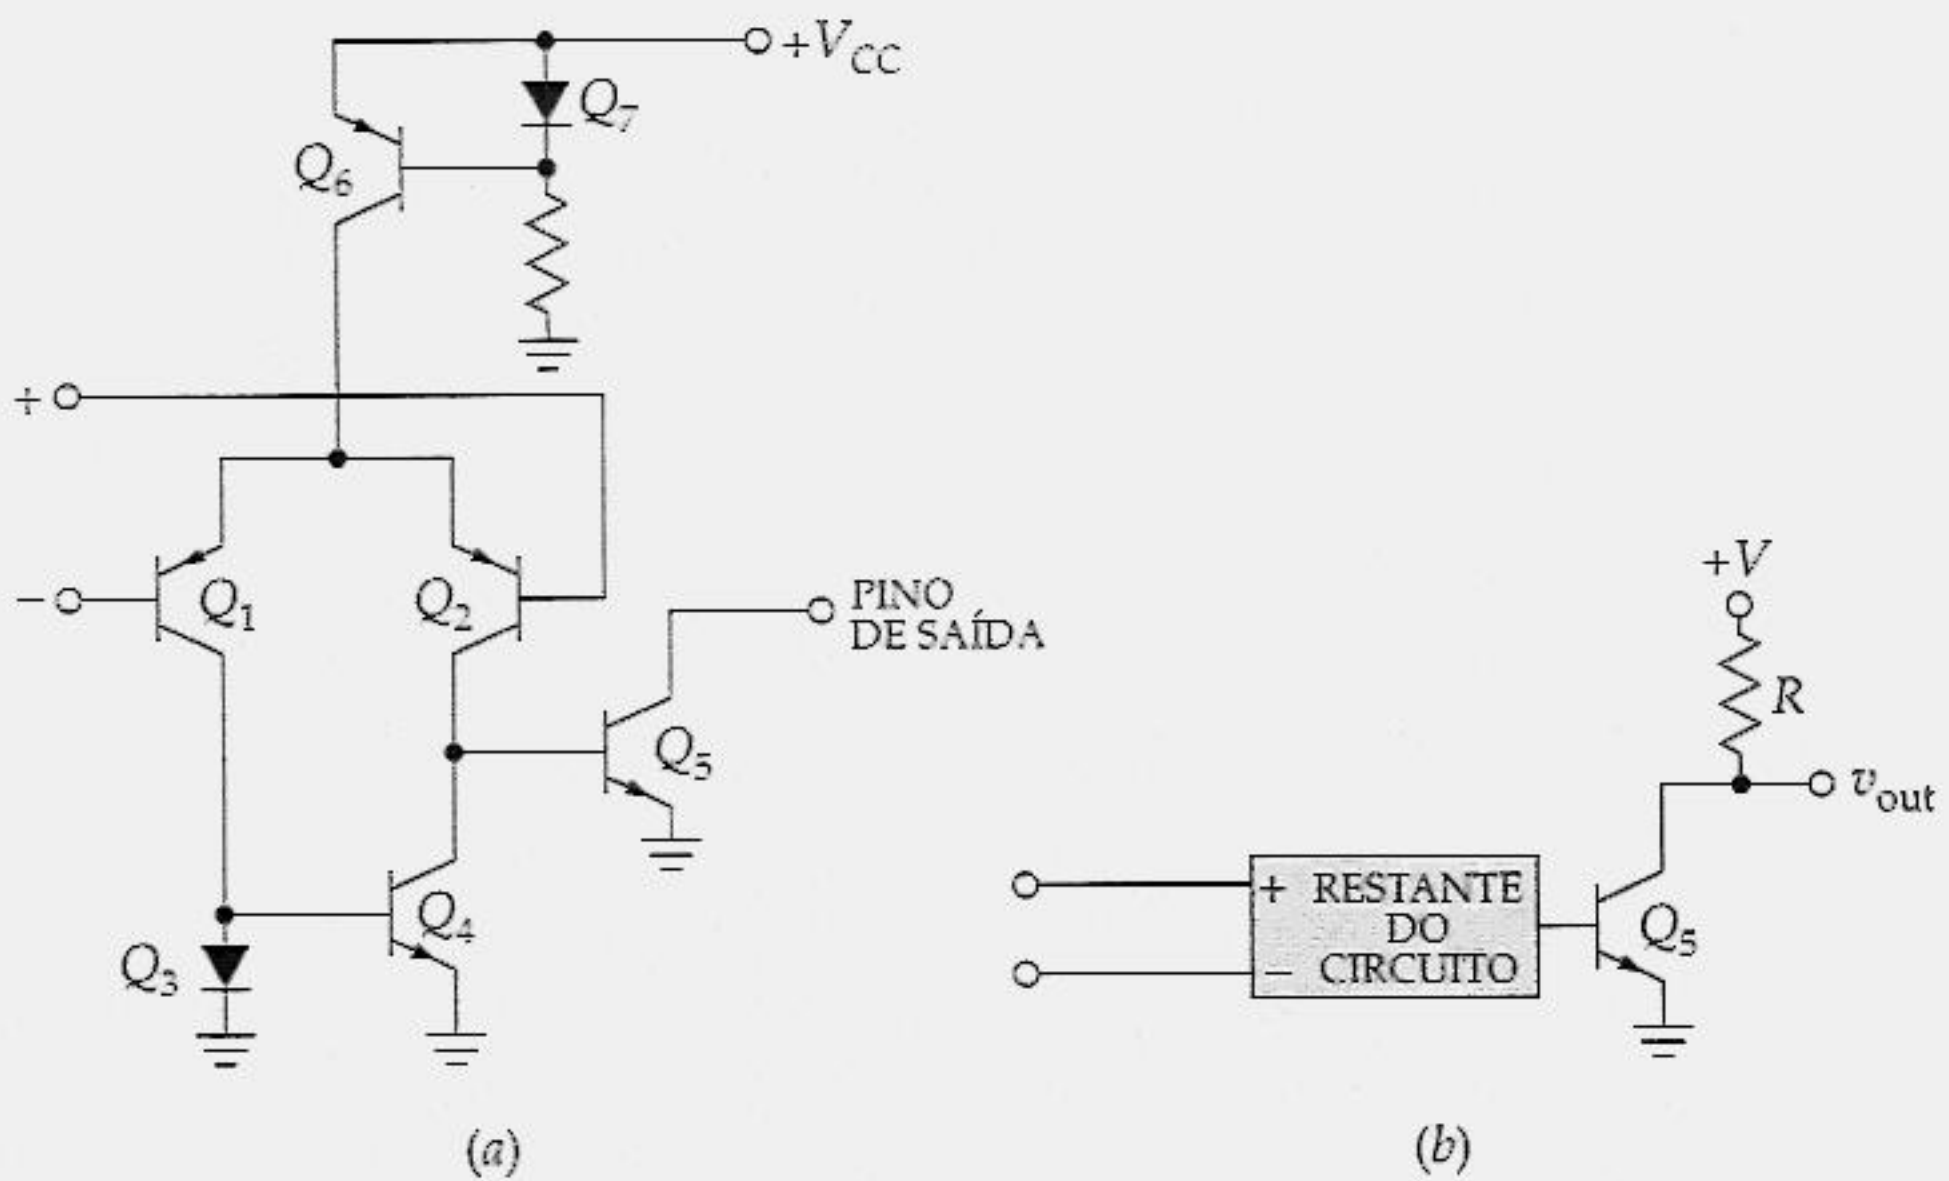 +V_CC
Q_7
Q_6
+
−
Q_1
Q_2
PINO
DE SAÍDA
Q_5
Q_4
Q_3
(a)
+V
R
v_out
+ RESTANTE
DO
− CIRCUITO
Q_5
(b)